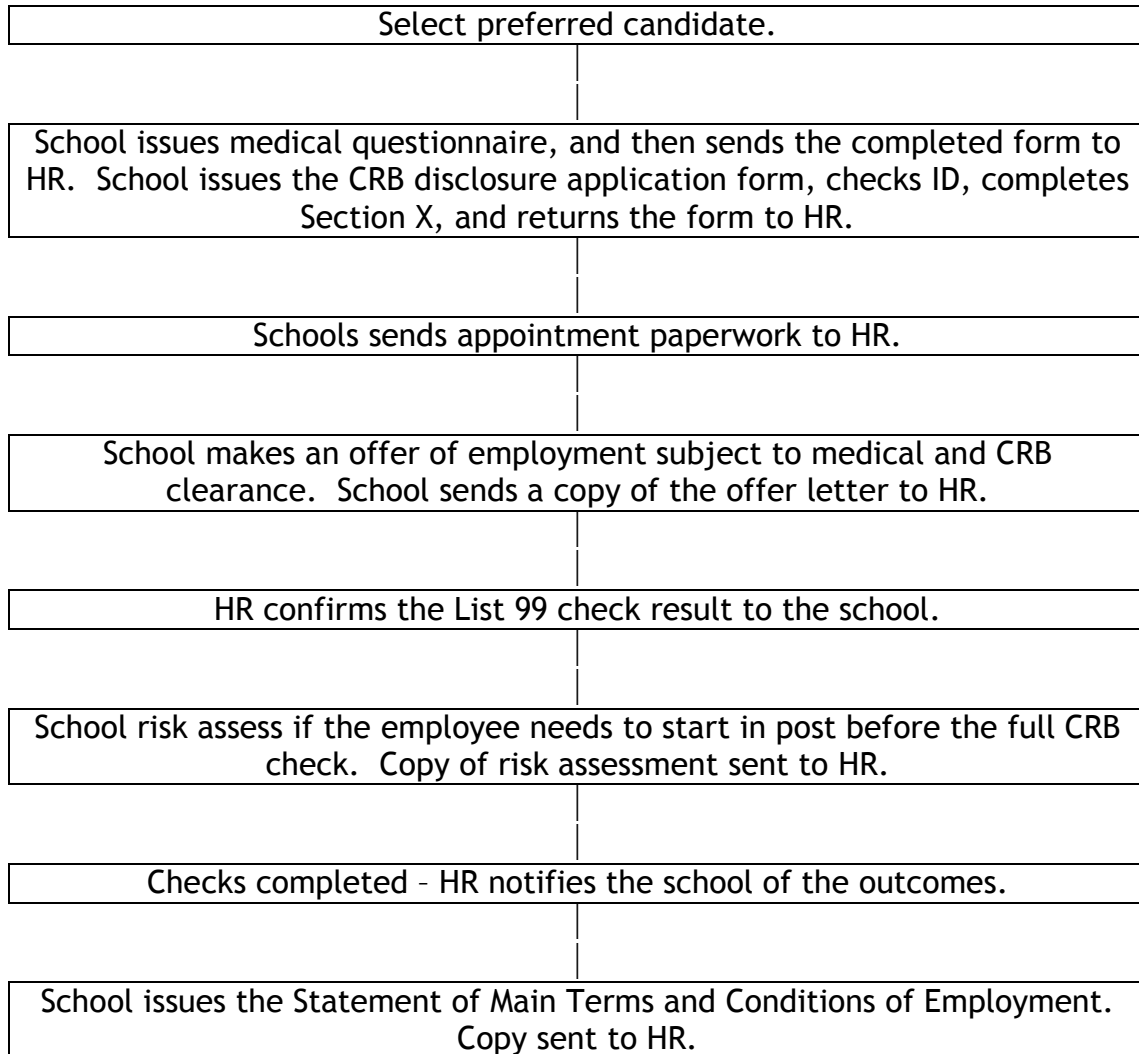 Select preferred candidate.
School issues medical questionnaire, and then sends the completed form to
HR.  School issues the CRB disclosure application form, checks ID, completes
Section X, and returns the form to HR.
Schools sends appointment paperwork to HR.
School makes an offer of employment subject to medical and CRB
clearance.  School sends a copy of the offer letter to HR.
HR confirms the List 99 check result to the school.
School risk assess if the employee needs to start in post before the full CRB
check.  Copy of risk assessment sent to HR.
Checks completed – HR notifies the school of the outcomes.
School issues the Statement of Main Terms and Conditions of Employment.
Copy sent to HR.